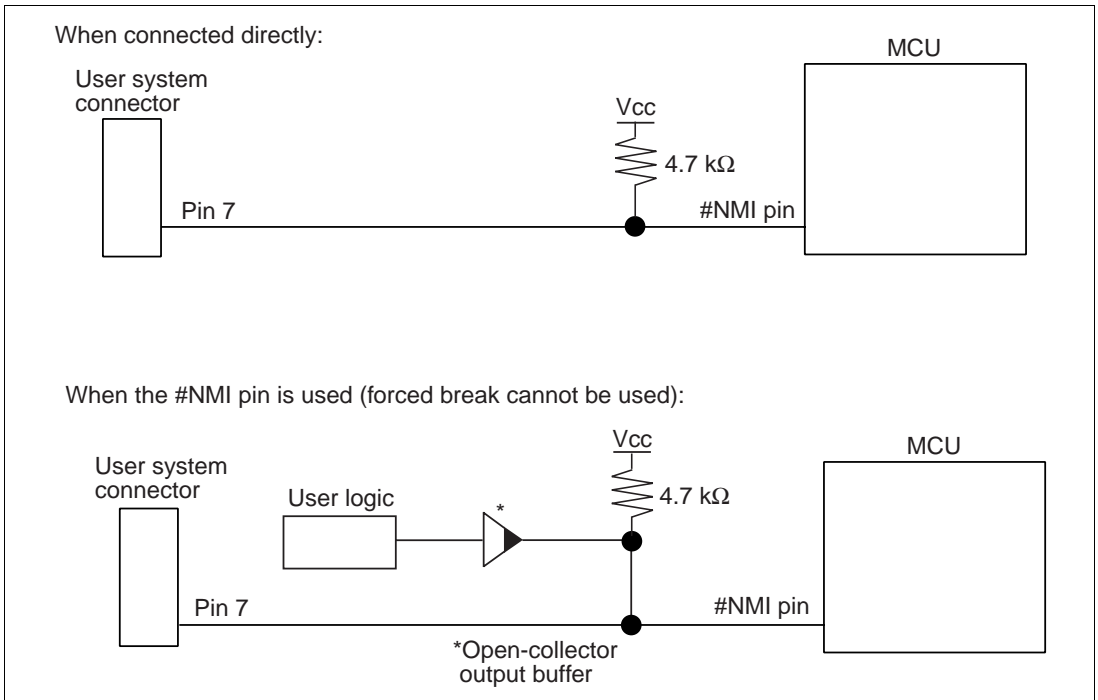 When connected directly:
MCU
User system
connector
Vcc
4.7 kΩ
Pin 7
#NMI pin
When the #NMI pin is used (forced break cannot be used):
Vcc
MCU
User system
connector
User logic
*
4.7 kΩ
Pin 7
#NMI pin
*Open-collector
output buffer